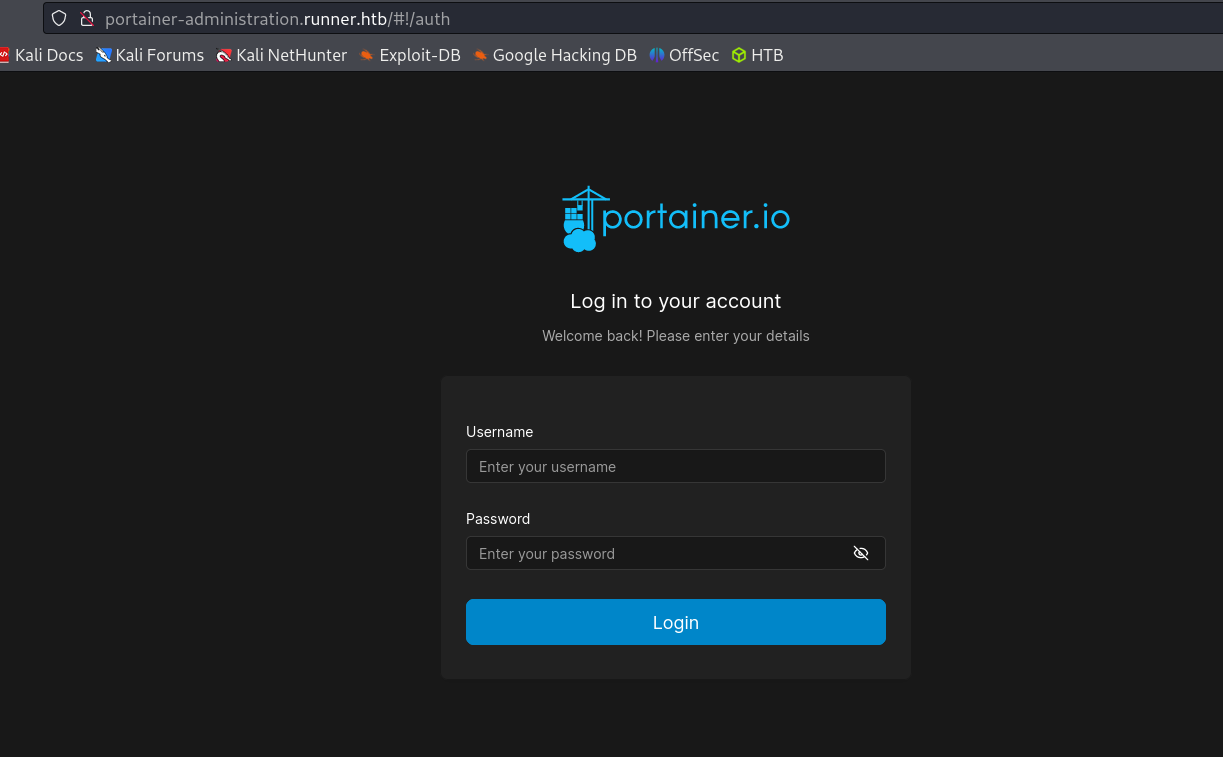 portainer-administration.runner.htb/#!/auth
Kali Docs Kali Forums Kali NetHunter Exploit-DB Google Hacking DB OffSec HTB
portainer.io
Log in to your account
Welcome back! Please enter your details
Username
Enter your username
Password
Enter your password
Login